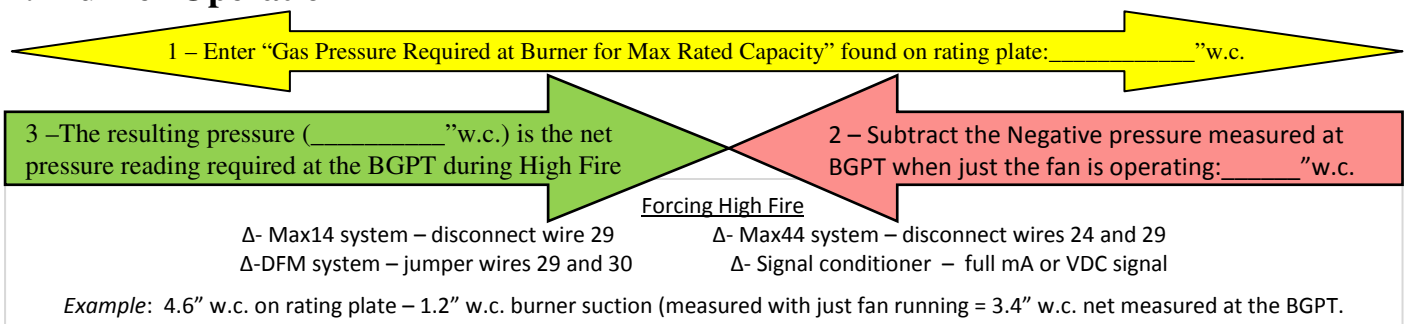 1 – Enter “Gas Pressure Required at Burner for Max Rated Capacity” found on rating plate:____________”w.c.
3 –The resulting pressure (__________”w.c.) is the net
pressure reading required at the BGPT during High Fire
2 – Subtract the Negative pressure measured at
BGPT when just the fan is operating:______”w.c.
Forcing High Fire
Δ- Max14 system – disconnect wire 29
Δ- Max44 system – disconnect wires 24 and 29
Δ-DFM system – jumper wires 29 and 30
Δ- Signal conditioner – full mA or VDC signal
Example: 4.6” w.c. on rating plate – 1.2” w.c. burner suction (measured with just fan running = 3.4” w.c. net measured at the BGPT.